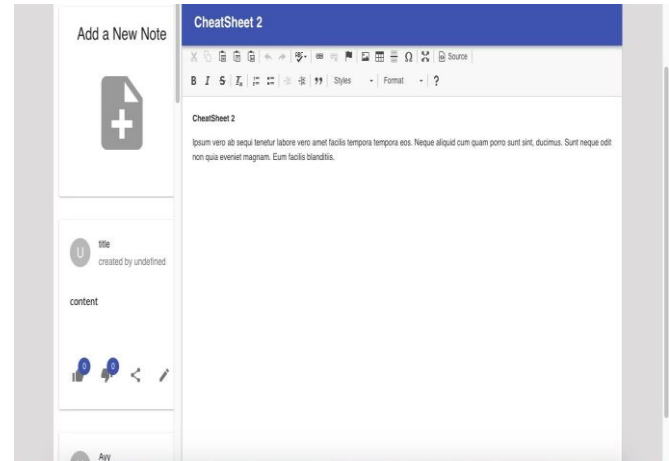 Add a New Note
U
title
created by undefined
content
0
0
Avy
CheatSheet 2
Source
B I S Ix
Styles
Format
?
CheatSheet 2
Ipsum vero ab sequi tenetur labore vero amet facilis tempora tempora eos. Neque aliquid cum quam porro sunt sint, ducimus. Sunt neque odit
non quia eveniet magnam. Eum facilis blanditiis.